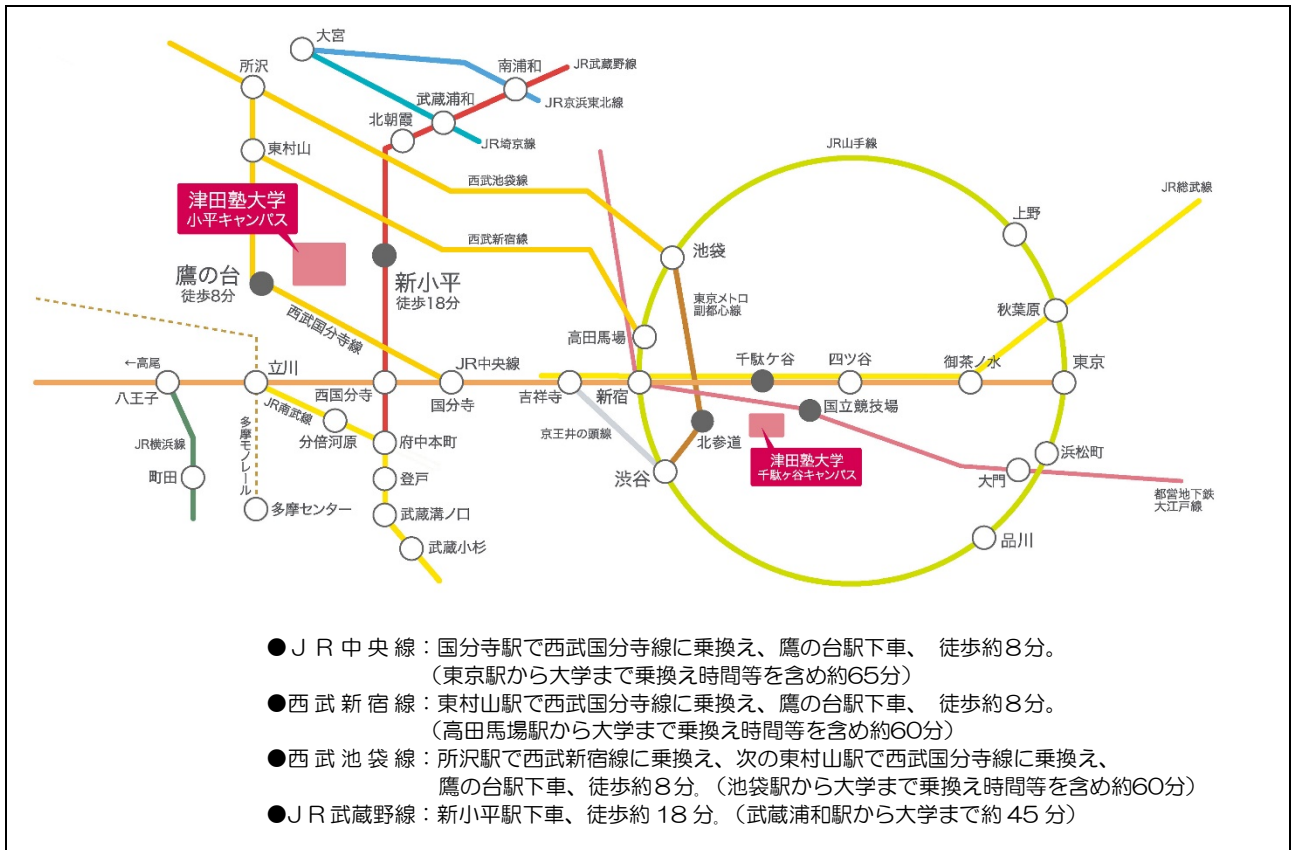 大宮
所沢
南浦和
JR武蔵野線
武蔵浦和
JR京浜東北線
北朝霞
JR埼京線
東村山
JR山手線
西武池袋線
JR総武線
津田塾大学
小平キャンパス
上野
西武新宿線
池袋
鷹の台
徒歩8分
新小平
徒歩18分
東京メトロ
副都心線
秋葉原
西武国分寺線
高田馬場
←高尾
立川
JR中央線
千駄ケ谷
四ツ谷
御茶ノ水
東京
八王子
西国分寺
国分寺
吉祥寺
新宿
JR南武線
国立競技場
分倍河原
府中本町
京王井の頭線
北参道
JR横浜線
多摩モノレール
浜松町
津田塾大学
千駄ヶ谷キャンパス
町田
登戸
渋谷
大門
都営地下鉄
大江戸線
多摩センター
武蔵溝ノ口
武蔵小杉
品川
●JR中央線：国分寺駅で西武国分寺線に乗換え、鷹の台駅下車、 徒歩約8分。
（東京駅から大学まで乗換え時間等を含め約65分）
●西武新宿線：東村山駅で西武国分寺線に乗換え、鷹の台駅下車、 徒歩約8分。
（高田馬場駅から大学まで乗換え時間等を含め約60分）
●西武池袋線：所沢駅で西武新宿線に乗換え、次の東村山駅で西武国分寺線に乗換え、
鷹の台駅下車、徒歩約8分。（池袋駅から大学まで乗換え時間等を含め約60分）
●JR武蔵野線：新小平駅下車、徒歩約 18 分。（武蔵浦和駅から大学まで約 45 分）